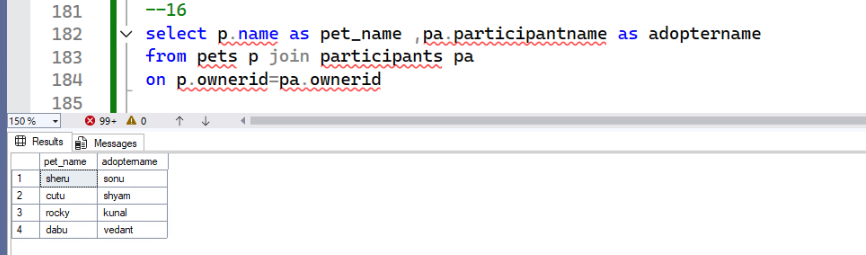 181 --16
182 select p.name as pet_name ,pa.participantname as adoptername
183 from pets p join participants pa
184 on p.ownerid=pa.ownerid
185
150 % 99+ 0
Results Messages
pet_name adoptername
1 sheru sonu
2 cutu shyam
3 rocky kunal
4 dabu vedant